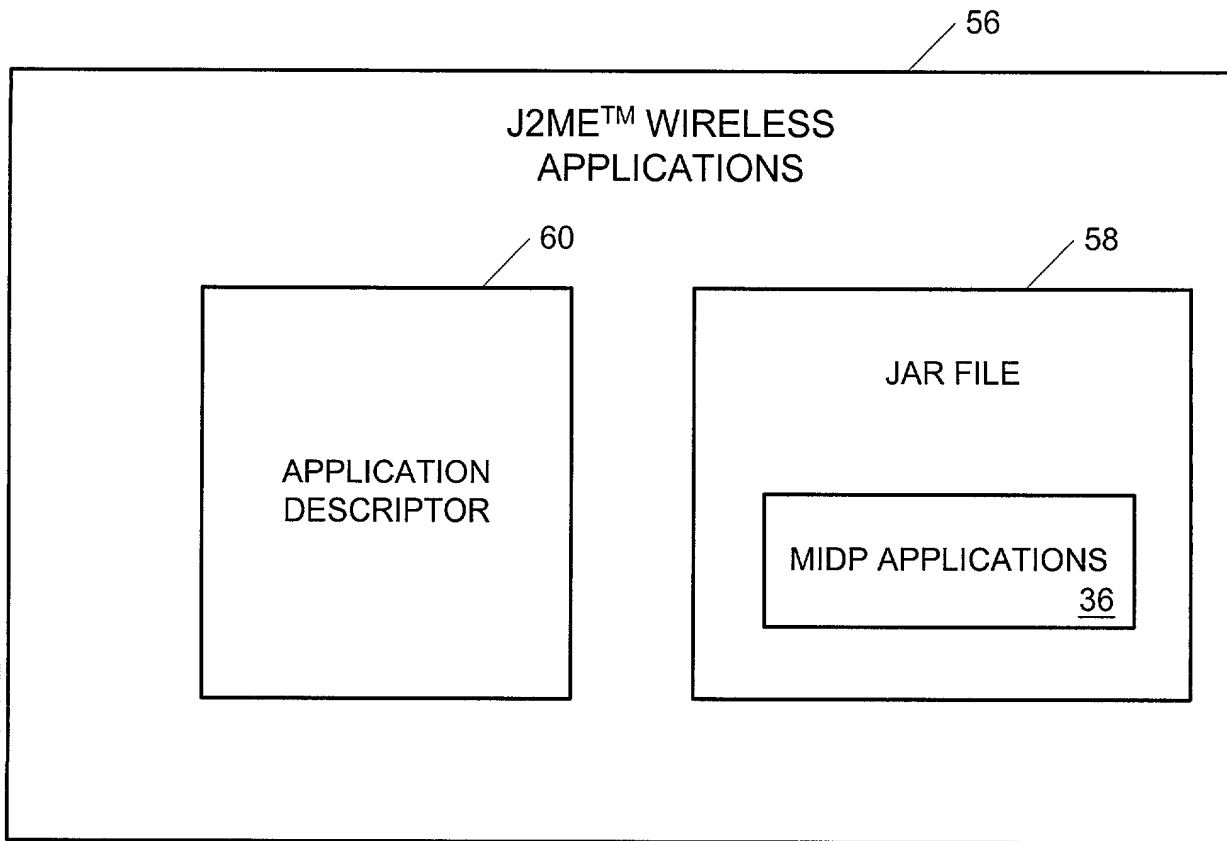 56
J2ME™ WIRELESS
APPLICATIONS
60
58
APPLICATION
DESCRIPTOR
JAR FILE
MIDP APPLICATIONS
36